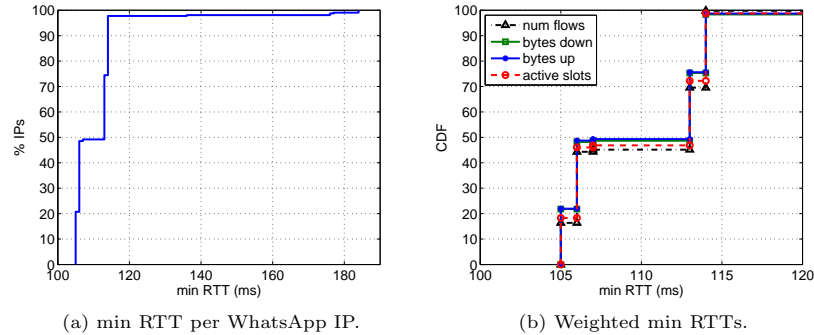 100
90
80
70
60
50
40
30
20
10
0
% IPs
100 120 140 160 180
min RTT (ms)
(a) min RTT per WhatsApp IP.
num flows
bytes down
bytes up
active slots
100
90
80
70
60
50
40
30
20
10
0
CDF
100 105 110 115 120
min RTT (ms)
(b) Weighted min RTTs.